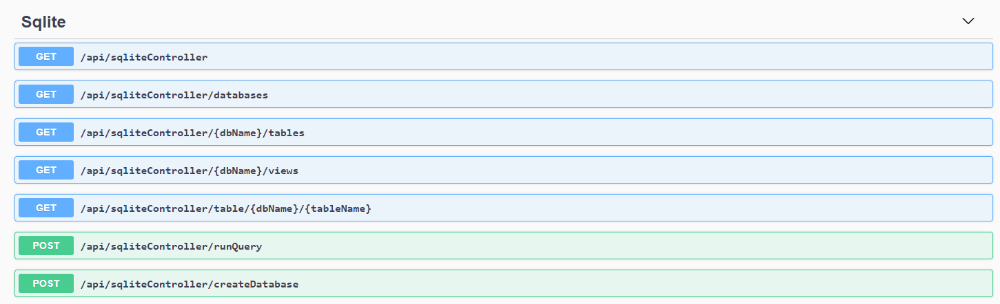 Sqlite
GET /api/sqliteController
GET /api/sqliteController/databases
GET /api/sqliteController/{dbName}/tables
GET /api/sqliteController/{dbName}/views
GET /api/sqliteController/table/{dbName}/{tableName}
POST /api/sqliteController/runQuery
POST /api/sqliteController/createDatabase